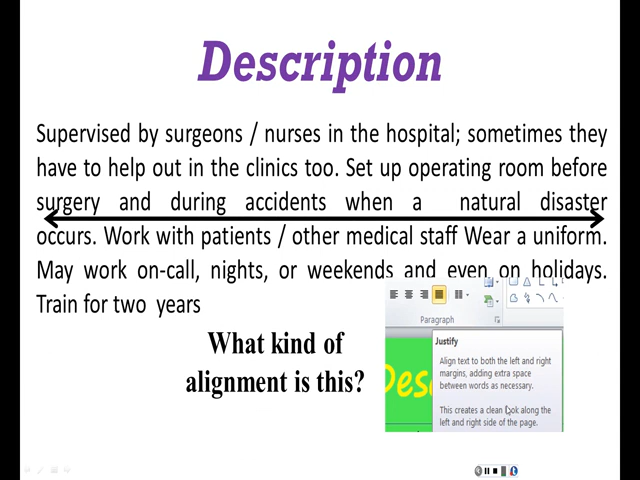 Description
Supervised by surgeons / nurses in the hospital; sometimes they
have to help out in the clinics too. Set up operating room before
surgery and during accidents when a natural disaster
occurs. Work with patients / other medical staff Wear a uniform.
May work on-call, nights, or weekends and even on holidays.
Train for two years
What kind of
alignment is this?
Paragraph
Justify
Align text to both the left and right
margins, adding extra space
between words as necessary.
This creates a clean look along the
left and right side of the page.
Des